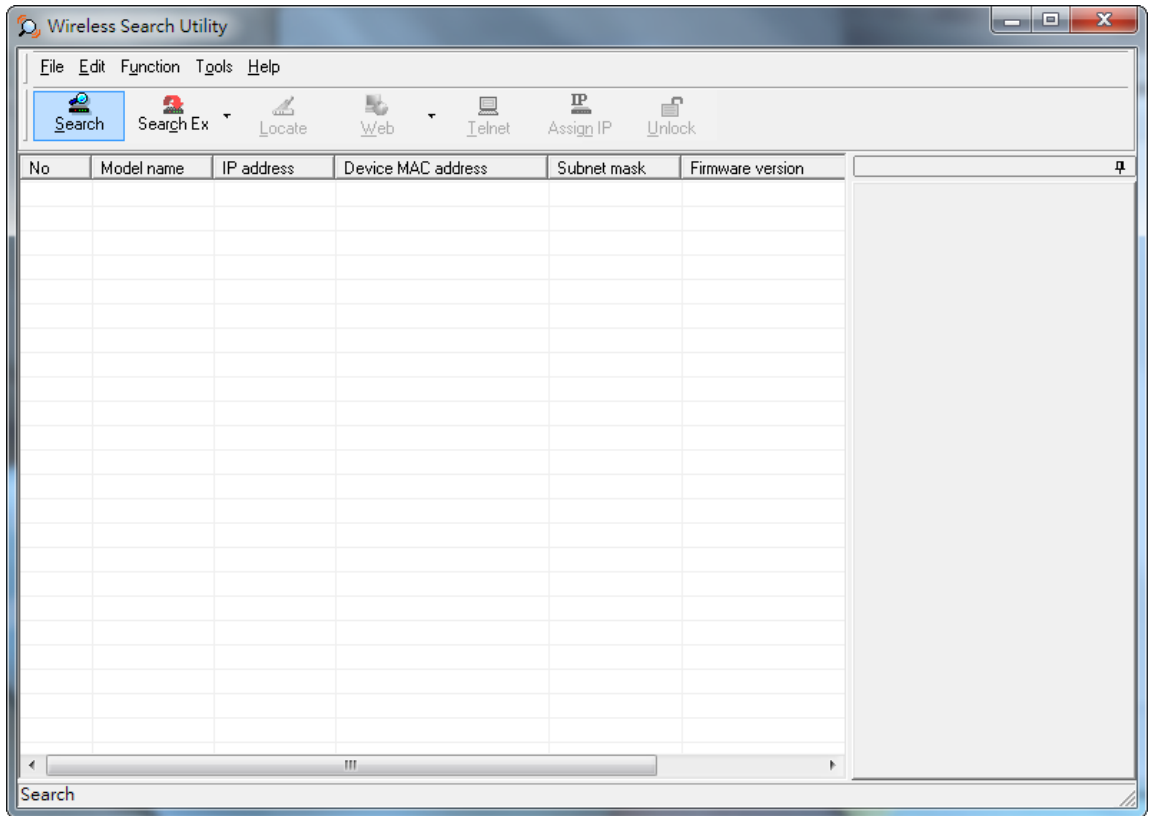 Wireless Search Utility
File Edit Function Tools Help
Search Search Ex Locate Web Telnet Assign IP Unlock
No Model name IP address Device MAC address Subnet mask Firmware version
Search